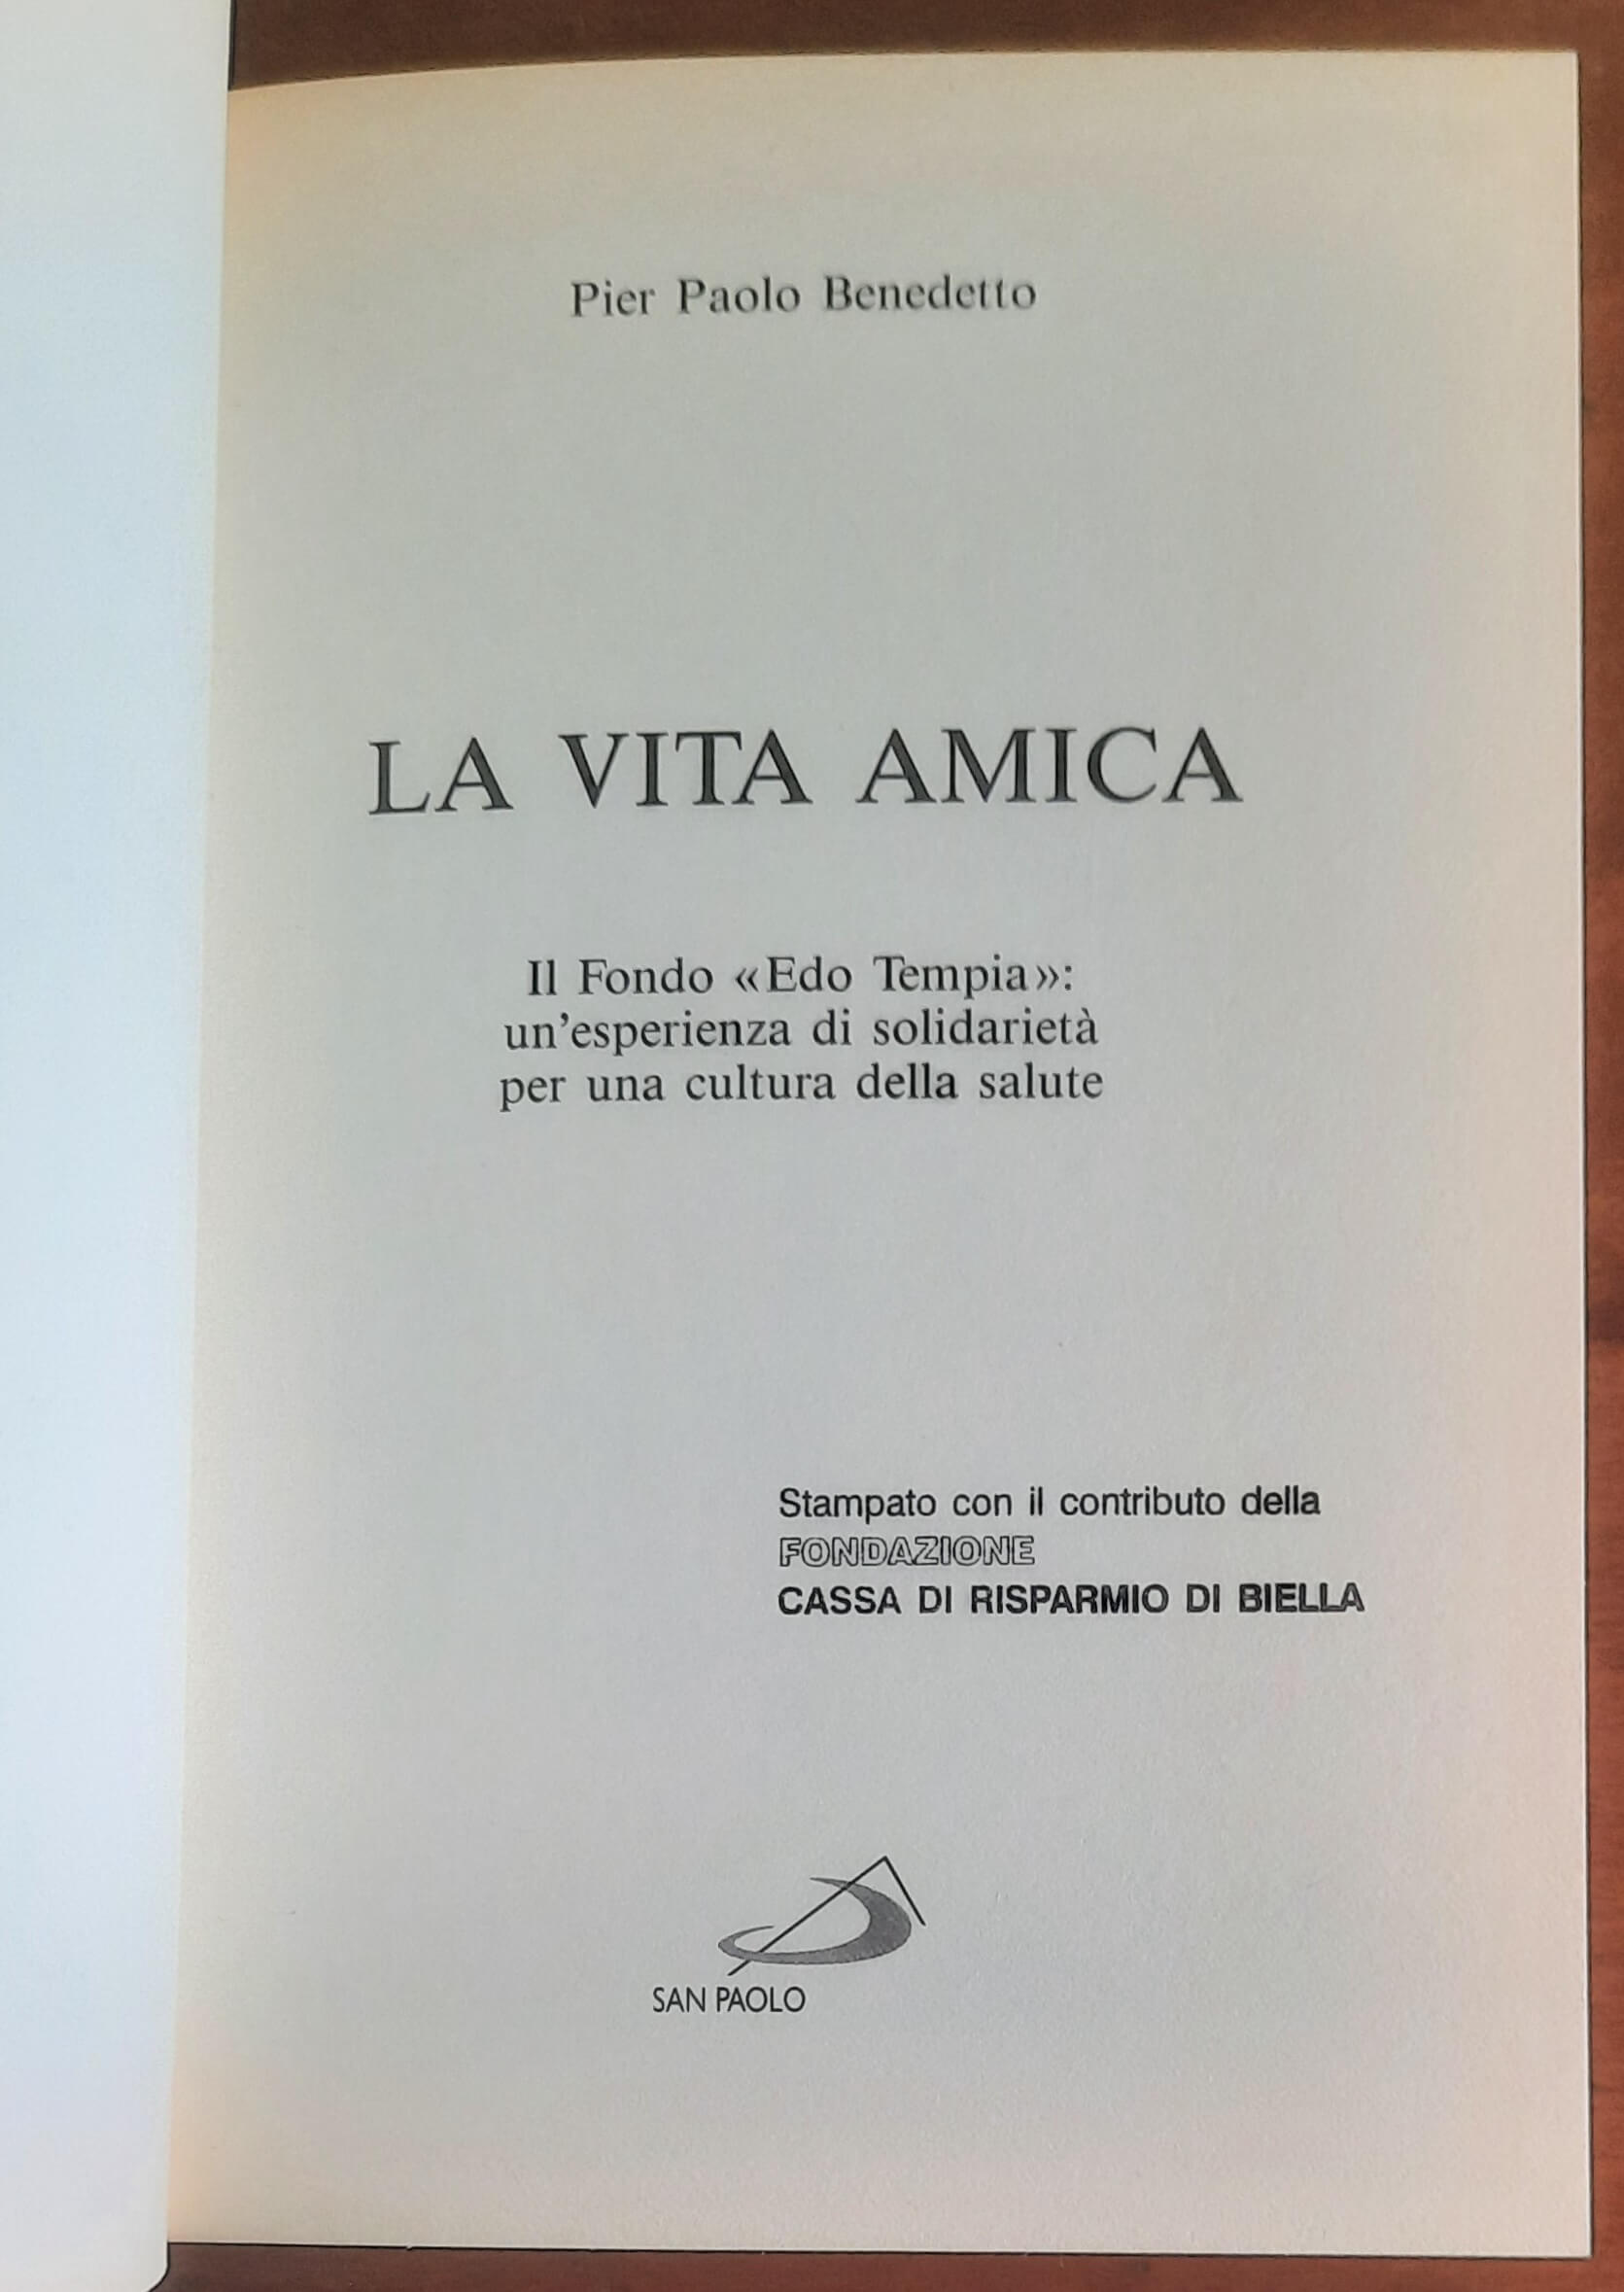 Pier Paolo Benedetto
LA VITA AMICA
Il Fondo «Edo Tempia»:
un'esperienza di solidarietà
per una cultura della salute
Stampato con il contributo della
FONDAZIONE
CASSA DI RISPARMIO DI BIELLA
SAN PAOLO